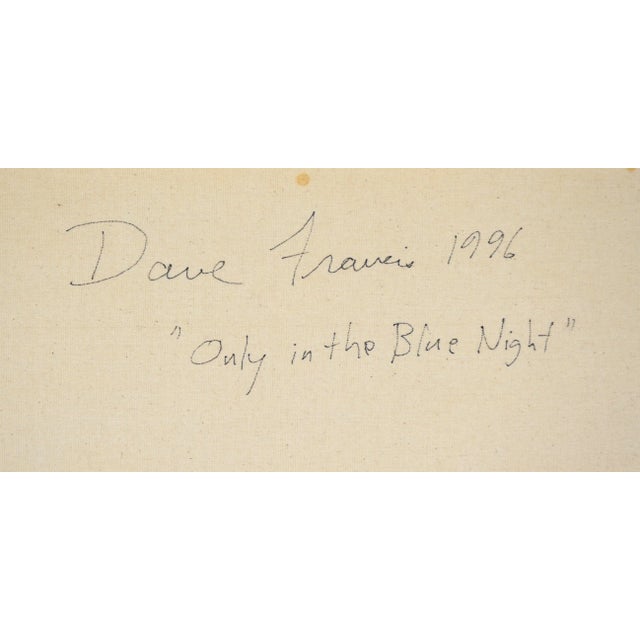 Dave Francis 1996
"Only in the Blue Night"